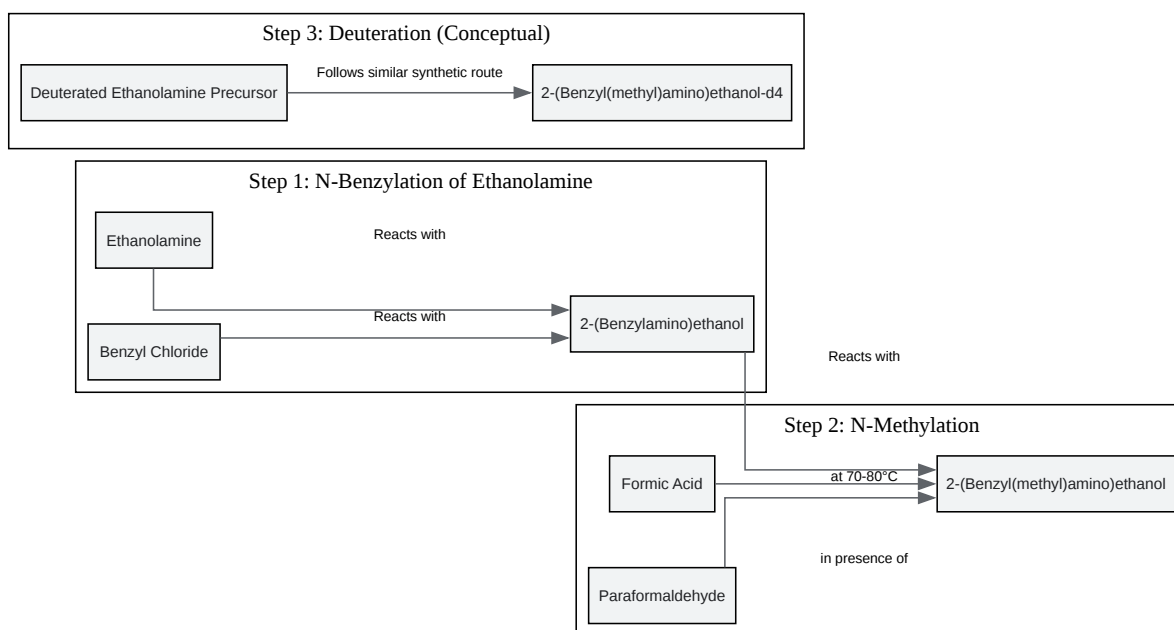 Step 3: Deuteration (Conceptual)
Deuterated Ethanolamine Precursor
Follows similar synthetic route
2-(Benzyl(methyl)amino)ethanol-d4
Step 1: N-Benzylation of Ethanolamine
Ethanolamine
Reacts with
Benzyl Chloride
Reacts with
2-(Benzylamino)ethanol
Reacts with
Step 2: N-Methylation
Formic Acid
at 70-80°C
2-(Benzyl(methyl)amino)ethanol
in presence of
Paraformaldehyde